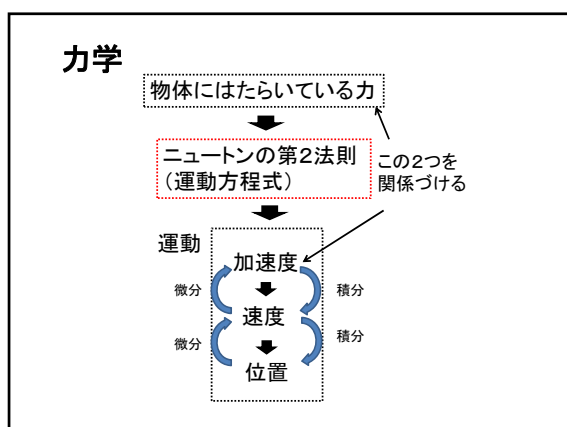 力学
物体にはたらいている力
ニュートンの第2法則
（運動方程式）
この2つを
関係づける
運動
加速度
微分
積分
速度
微分
積分
位置